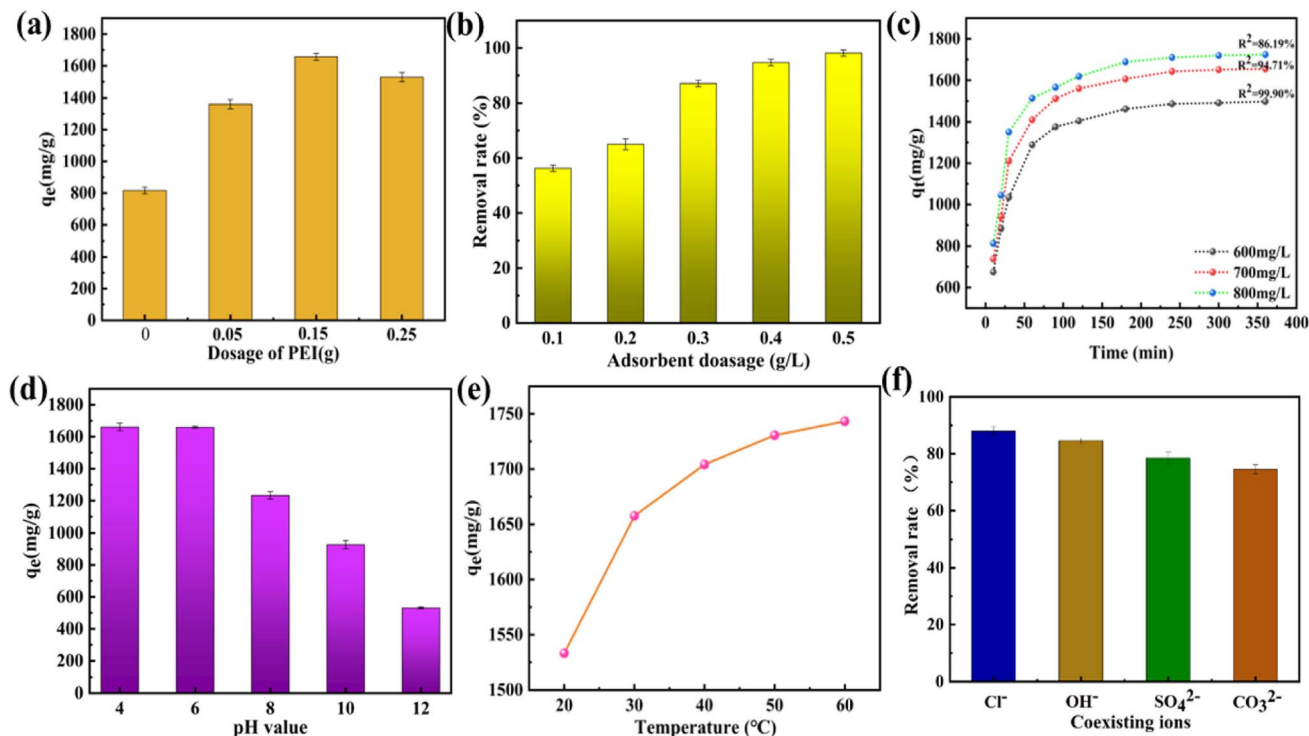 (a)
1800
1600
1400
1200
1000
800
600
400
200
0
qe(mg/g)
0 0.05 0.15 0.25
Dosage of PEI(g)
(b)
100
80
60
40
20
0
Removal rate (%)
0.1 0.2 0.3 0.4 0.5
Adsorbent doasage (g/L)
(c)
1800
1600
1400
1200
1000
800
600
qt(mg/g)
R²=86.19%
R²=94.71%
R²=99.90%
600mg/L
700mg/L
800mg/L
0 50 100 150 200 250 300 350 400
Time (min)
(d)
1800
1600
1400
1200
1000
800
600
400
200
0
qe(mg/g)
4 6 8 10 12
pH value
(e)
1750
1700
1650
1600
1550
1500
qe(mg/g)
20 30 40 50 60
Temperature (℃)
(f)
100
80
60
40
20
0
Removal rate（%）
Cl⁻ OH⁻ SO₄²⁻ CO₃²⁻
Coexisting ions